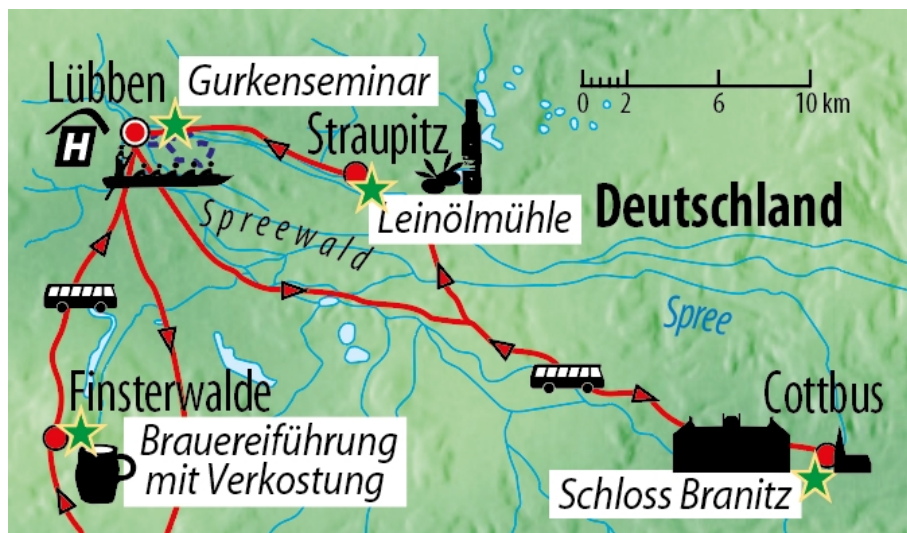 Lübben
Gurkenseminar
H
0 2 6 10 km
Straupitz
Leinölmühle
Deutschland
Spreewald
Spree
Finsterwalde
Brauereiführung
mit Verkostung
Cottbus
Schloss Branitz